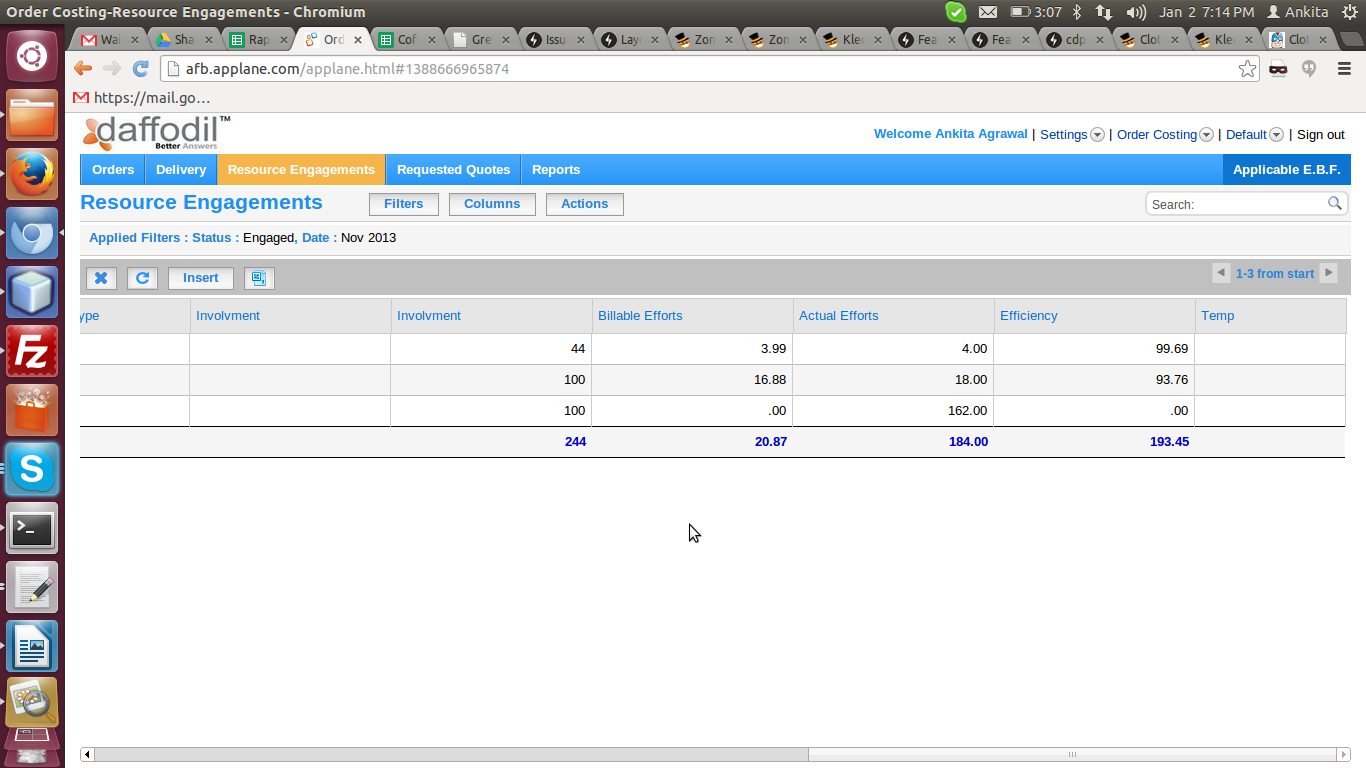 Order Costing-Resource Engagements - Chromium
3:07
Jan 2 7:14 PM
Ankita
Wai
Sha
Rap
Ord
Cof
Gre
Issu
Lay
Zon
Zon
Klee
Fea
Fea
cdp
Clot
Klee
Clot
afb.applane.com/applane.html#1388666965874
https://mail.go...
daffodil™
Better Answers
Welcome Ankita Agrawal | Settings | Order Costing | Default | Sign out
Orders Delivery Resource Engagements Requested Quotes Reports Applicable E.B.F.
Resource Engagements Filters Columns Actions Search:
Applied Filters : Status : Engaged, Date : Nov 2013
Insert 1-3 from start
ype Involvment Involvment Billable Efforts Actual Efforts Efficiency Temp
44 3.99 4.00 99.69
100 16.88 18.00 93.76
100 .00 162.00 .00
244 20.87 184.00 193.45
Fz
S
>_